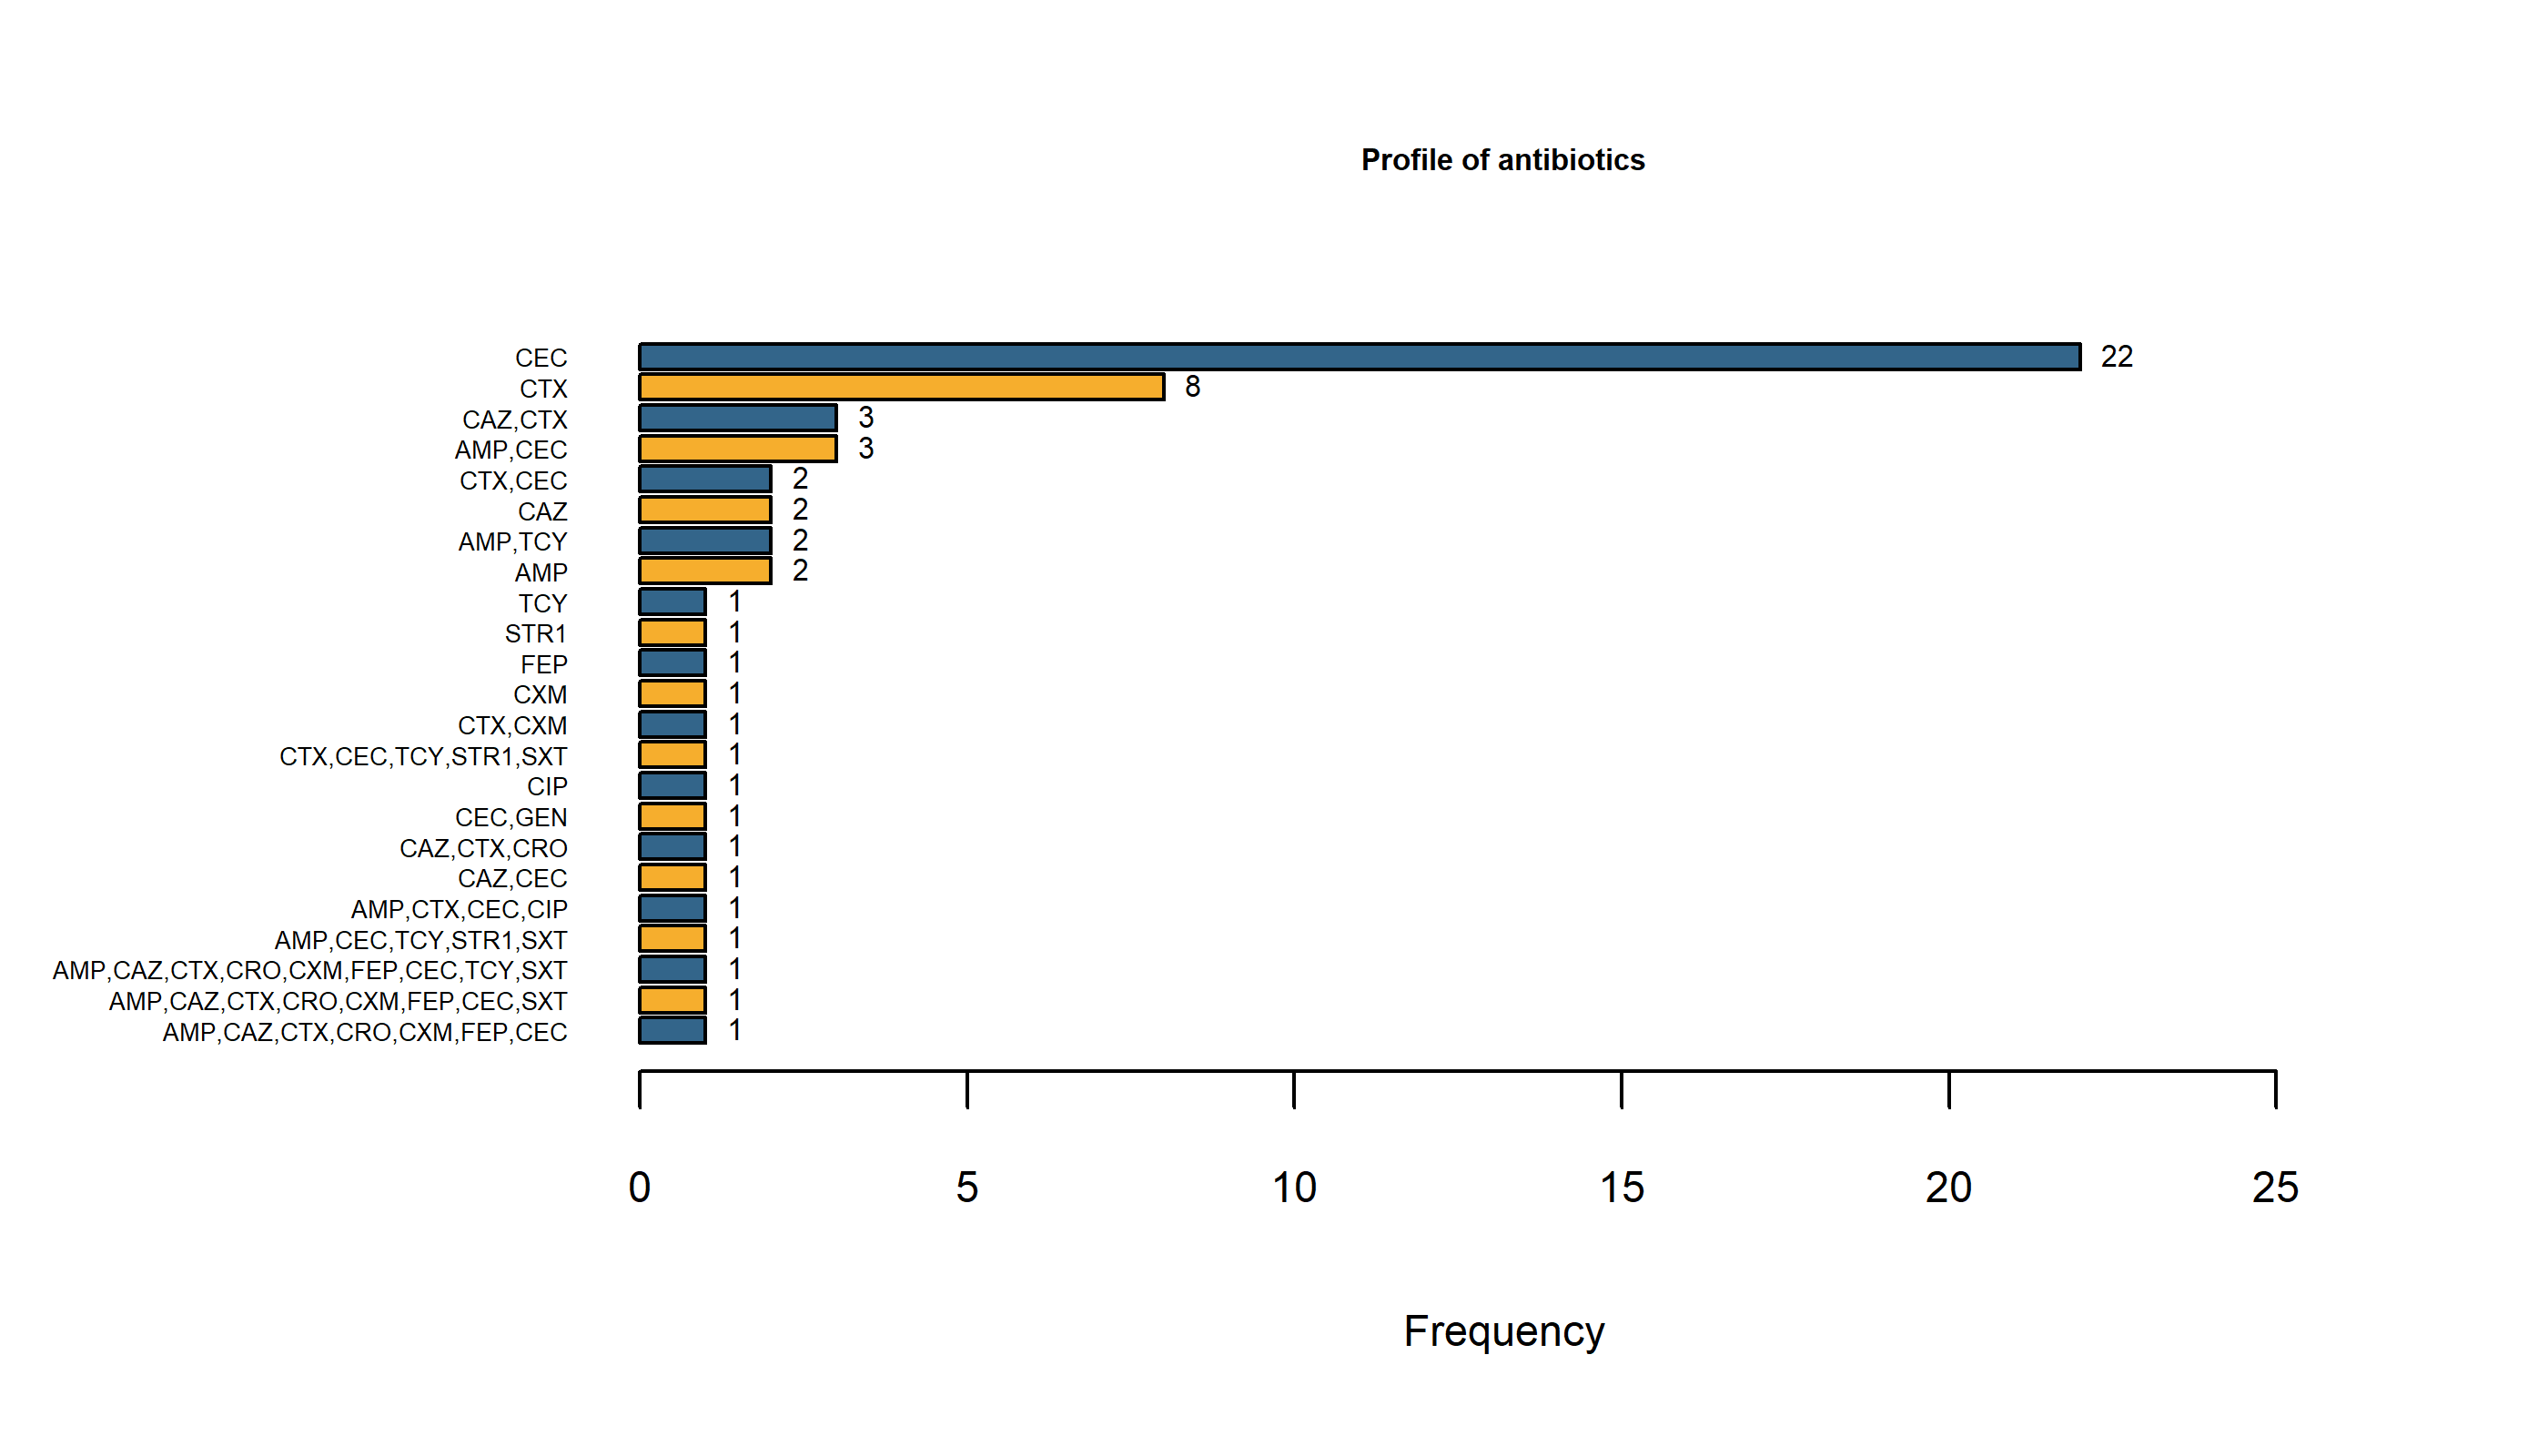 Profile of antibiotics
CEC 22
CTX 8
CAZ,CTX 3
AMP,CEC 3
CTX,CEC 2
CAZ 2
AMP,TCY 2
AMP 2
TCY 1
STR1 1
FEP 1
CXM 1
CTX,CXM 1
CTX,CEC,TCY,STR1,SXT 1
CIP 1
CEC,GEN 1
CAZ,CTX,CRO 1
CAZ,CEC 1
AMP,CTX,CEC,CIP 1
AMP,CEC,TCY,STR1,SXT 1
AMP,CAZ,CTX,CRO,CXM,FEP,CEC,TCY,SXT 1
AMP,CAZ,CTX,CRO,CXM,FEP,CEC,SXT 1
AMP,CAZ,CTX,CRO,CXM,FEP,CEC 1
0 5 10 15 20 25
Frequency